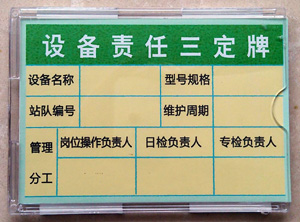 设备责任三定牌
设备名称 型号规格
站队编号 维护周期
管理分工 岗位操作负责人 日检负责人 专检负责人